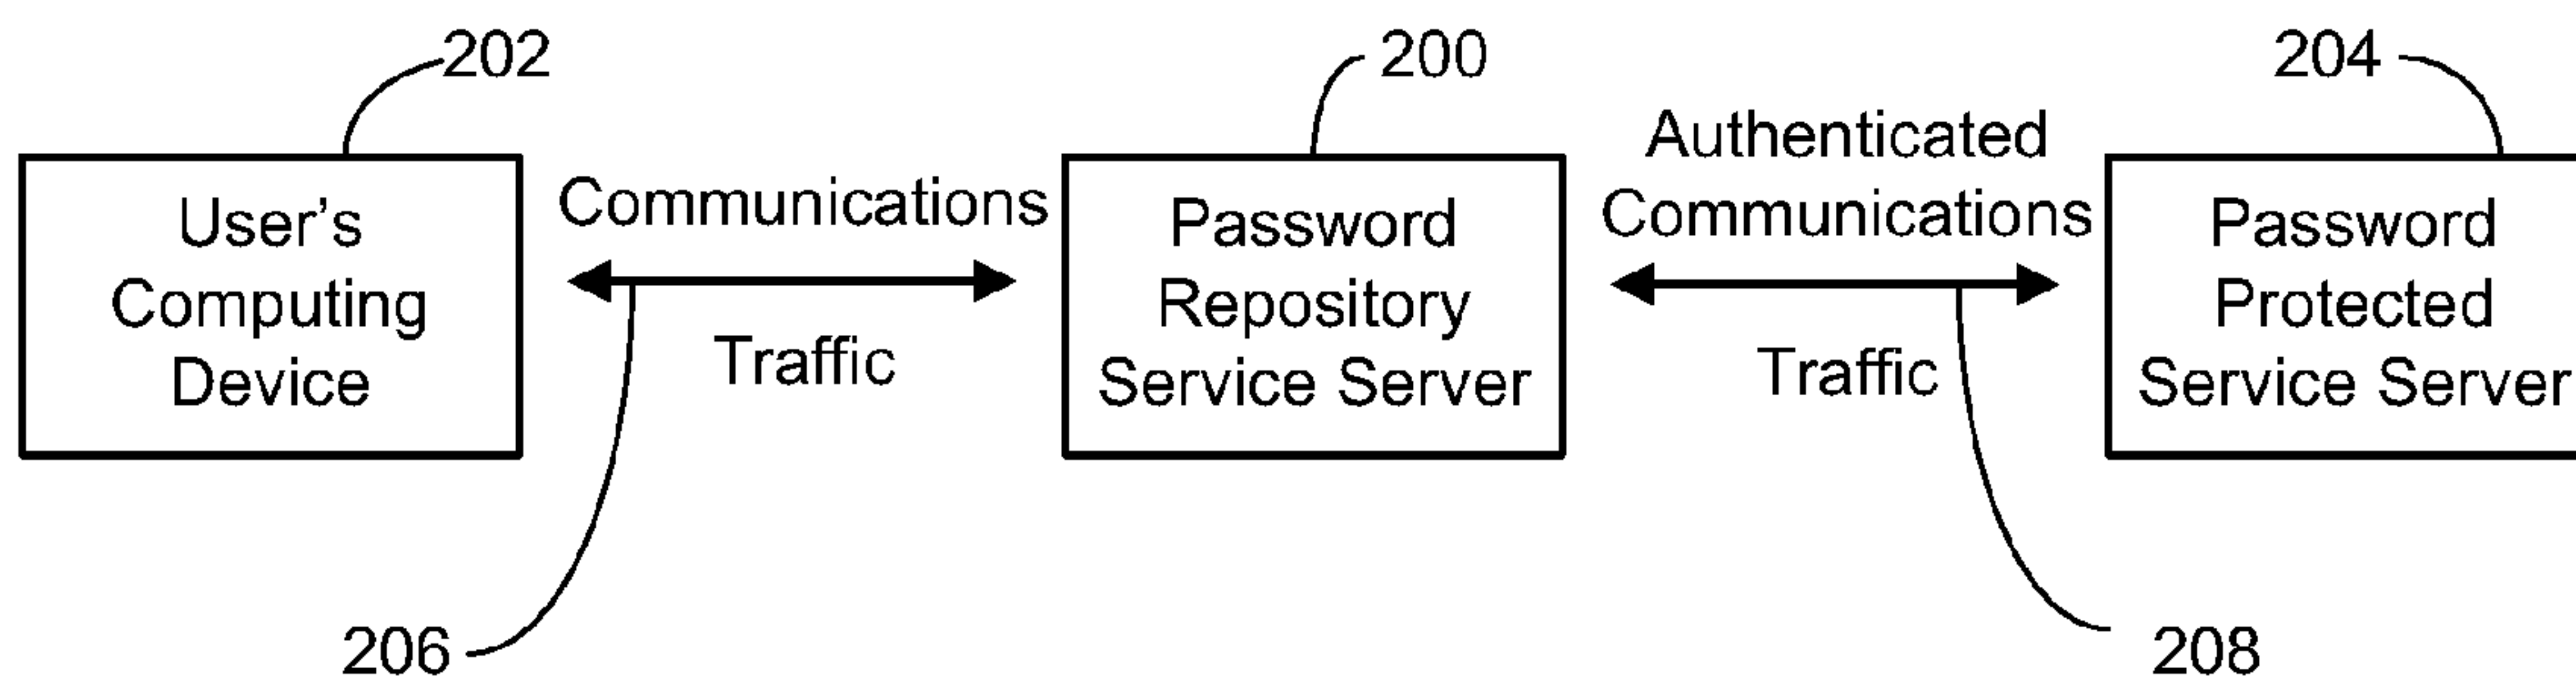 202
200
204
User's
Computing
Device
Communications
Traffic
Password
Repository
Service Server
Authenticated
Communications
Traffic
Password
Protected
Service Server
206
208